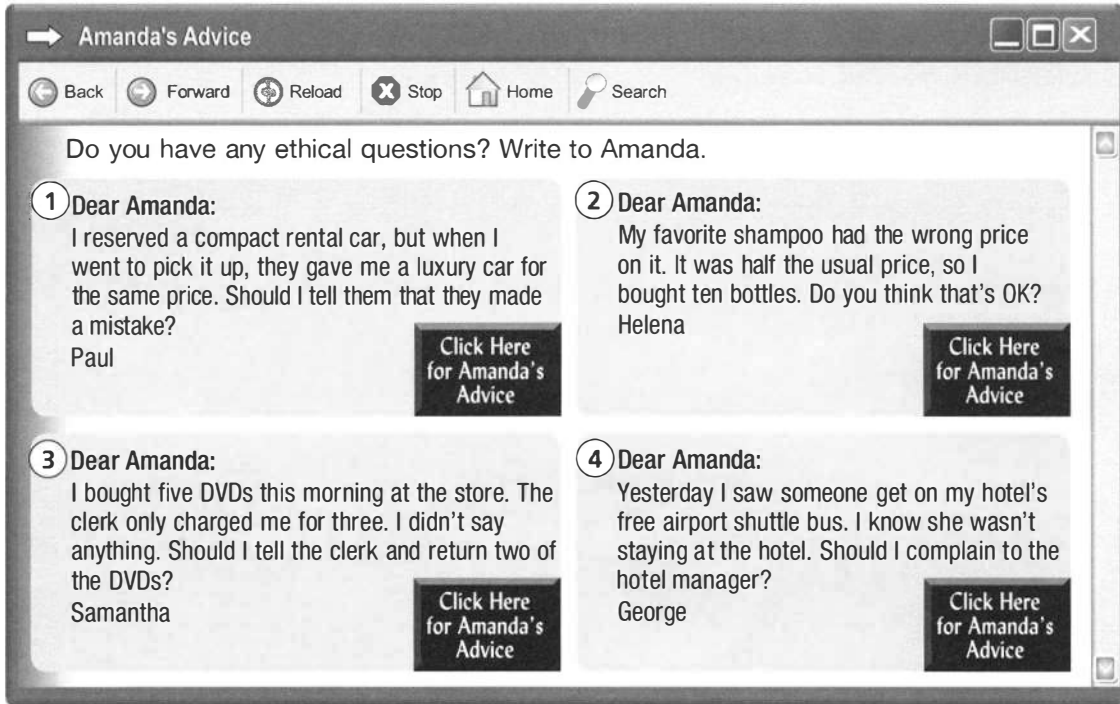 Amanda's Advice
Back Forward Reload Stop Home Search
Do you have any ethical questions? Write to Amanda.
1
Dear Amanda:
I reserved a compact rental car, but when I
went to pick it up, they gave me a luxury car for
the same price. Should I tell them that they made
a mistake?
Paul
Click Here
for Amanda's
Advice
2
Dear Amanda:
My favorite shampoo had the wrong price
on it. It was half the usual price, so I
bought ten bottles. Do you think that's OK?
Helena
Click Here
for Amanda's
Advice
3
Dear Amanda:
I bought five DVDs this morning at the store. The
clerk only charged me for three. I didn't say
anything. Should I tell the clerk and return two of
the DVDs?
Samantha
Click Here
for Amanda's
Advice
4
Dear Amanda:
Yesterday I saw someone get on my hotel's
free airport shuttle bus. I know she wasn't
staying at the hotel. Should I complain to the
hotel manager?
George
Click Here
for Amanda's
Advice